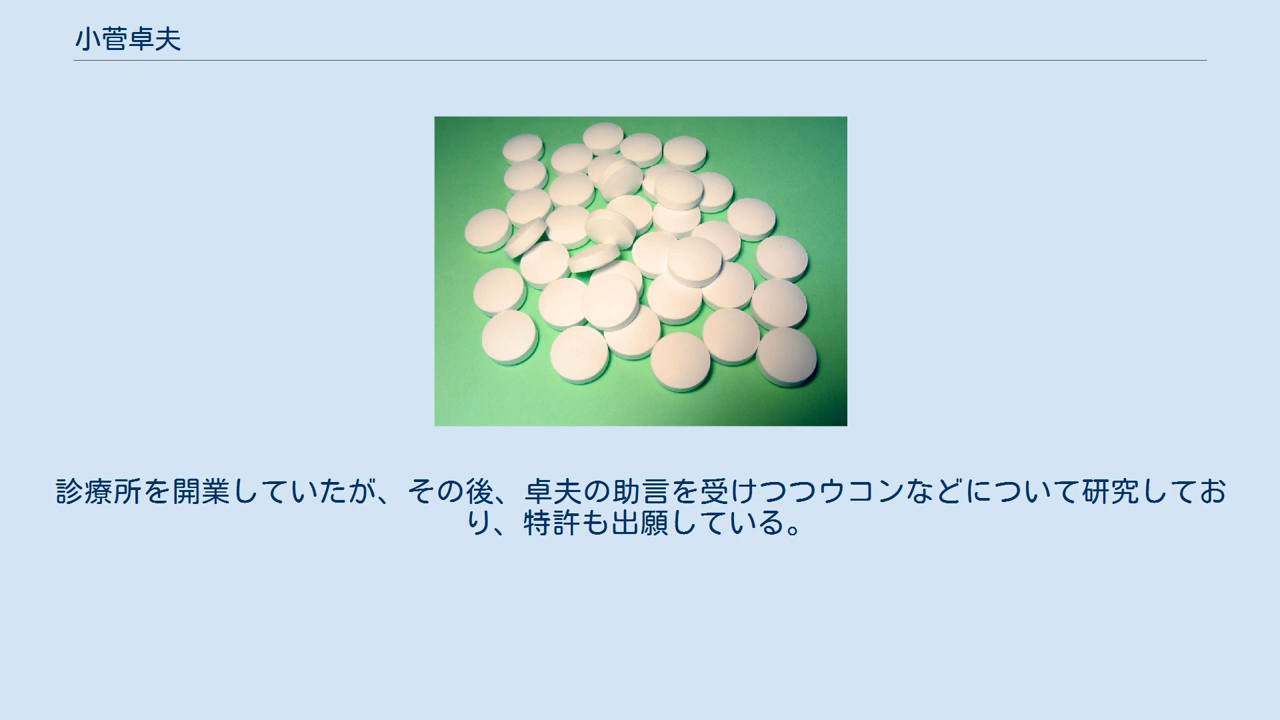 小菅卓夫
診療所を開業していたが、その後、卓夫の助言を受けつつウコンなどについて研究してお
り、特許も出願している。